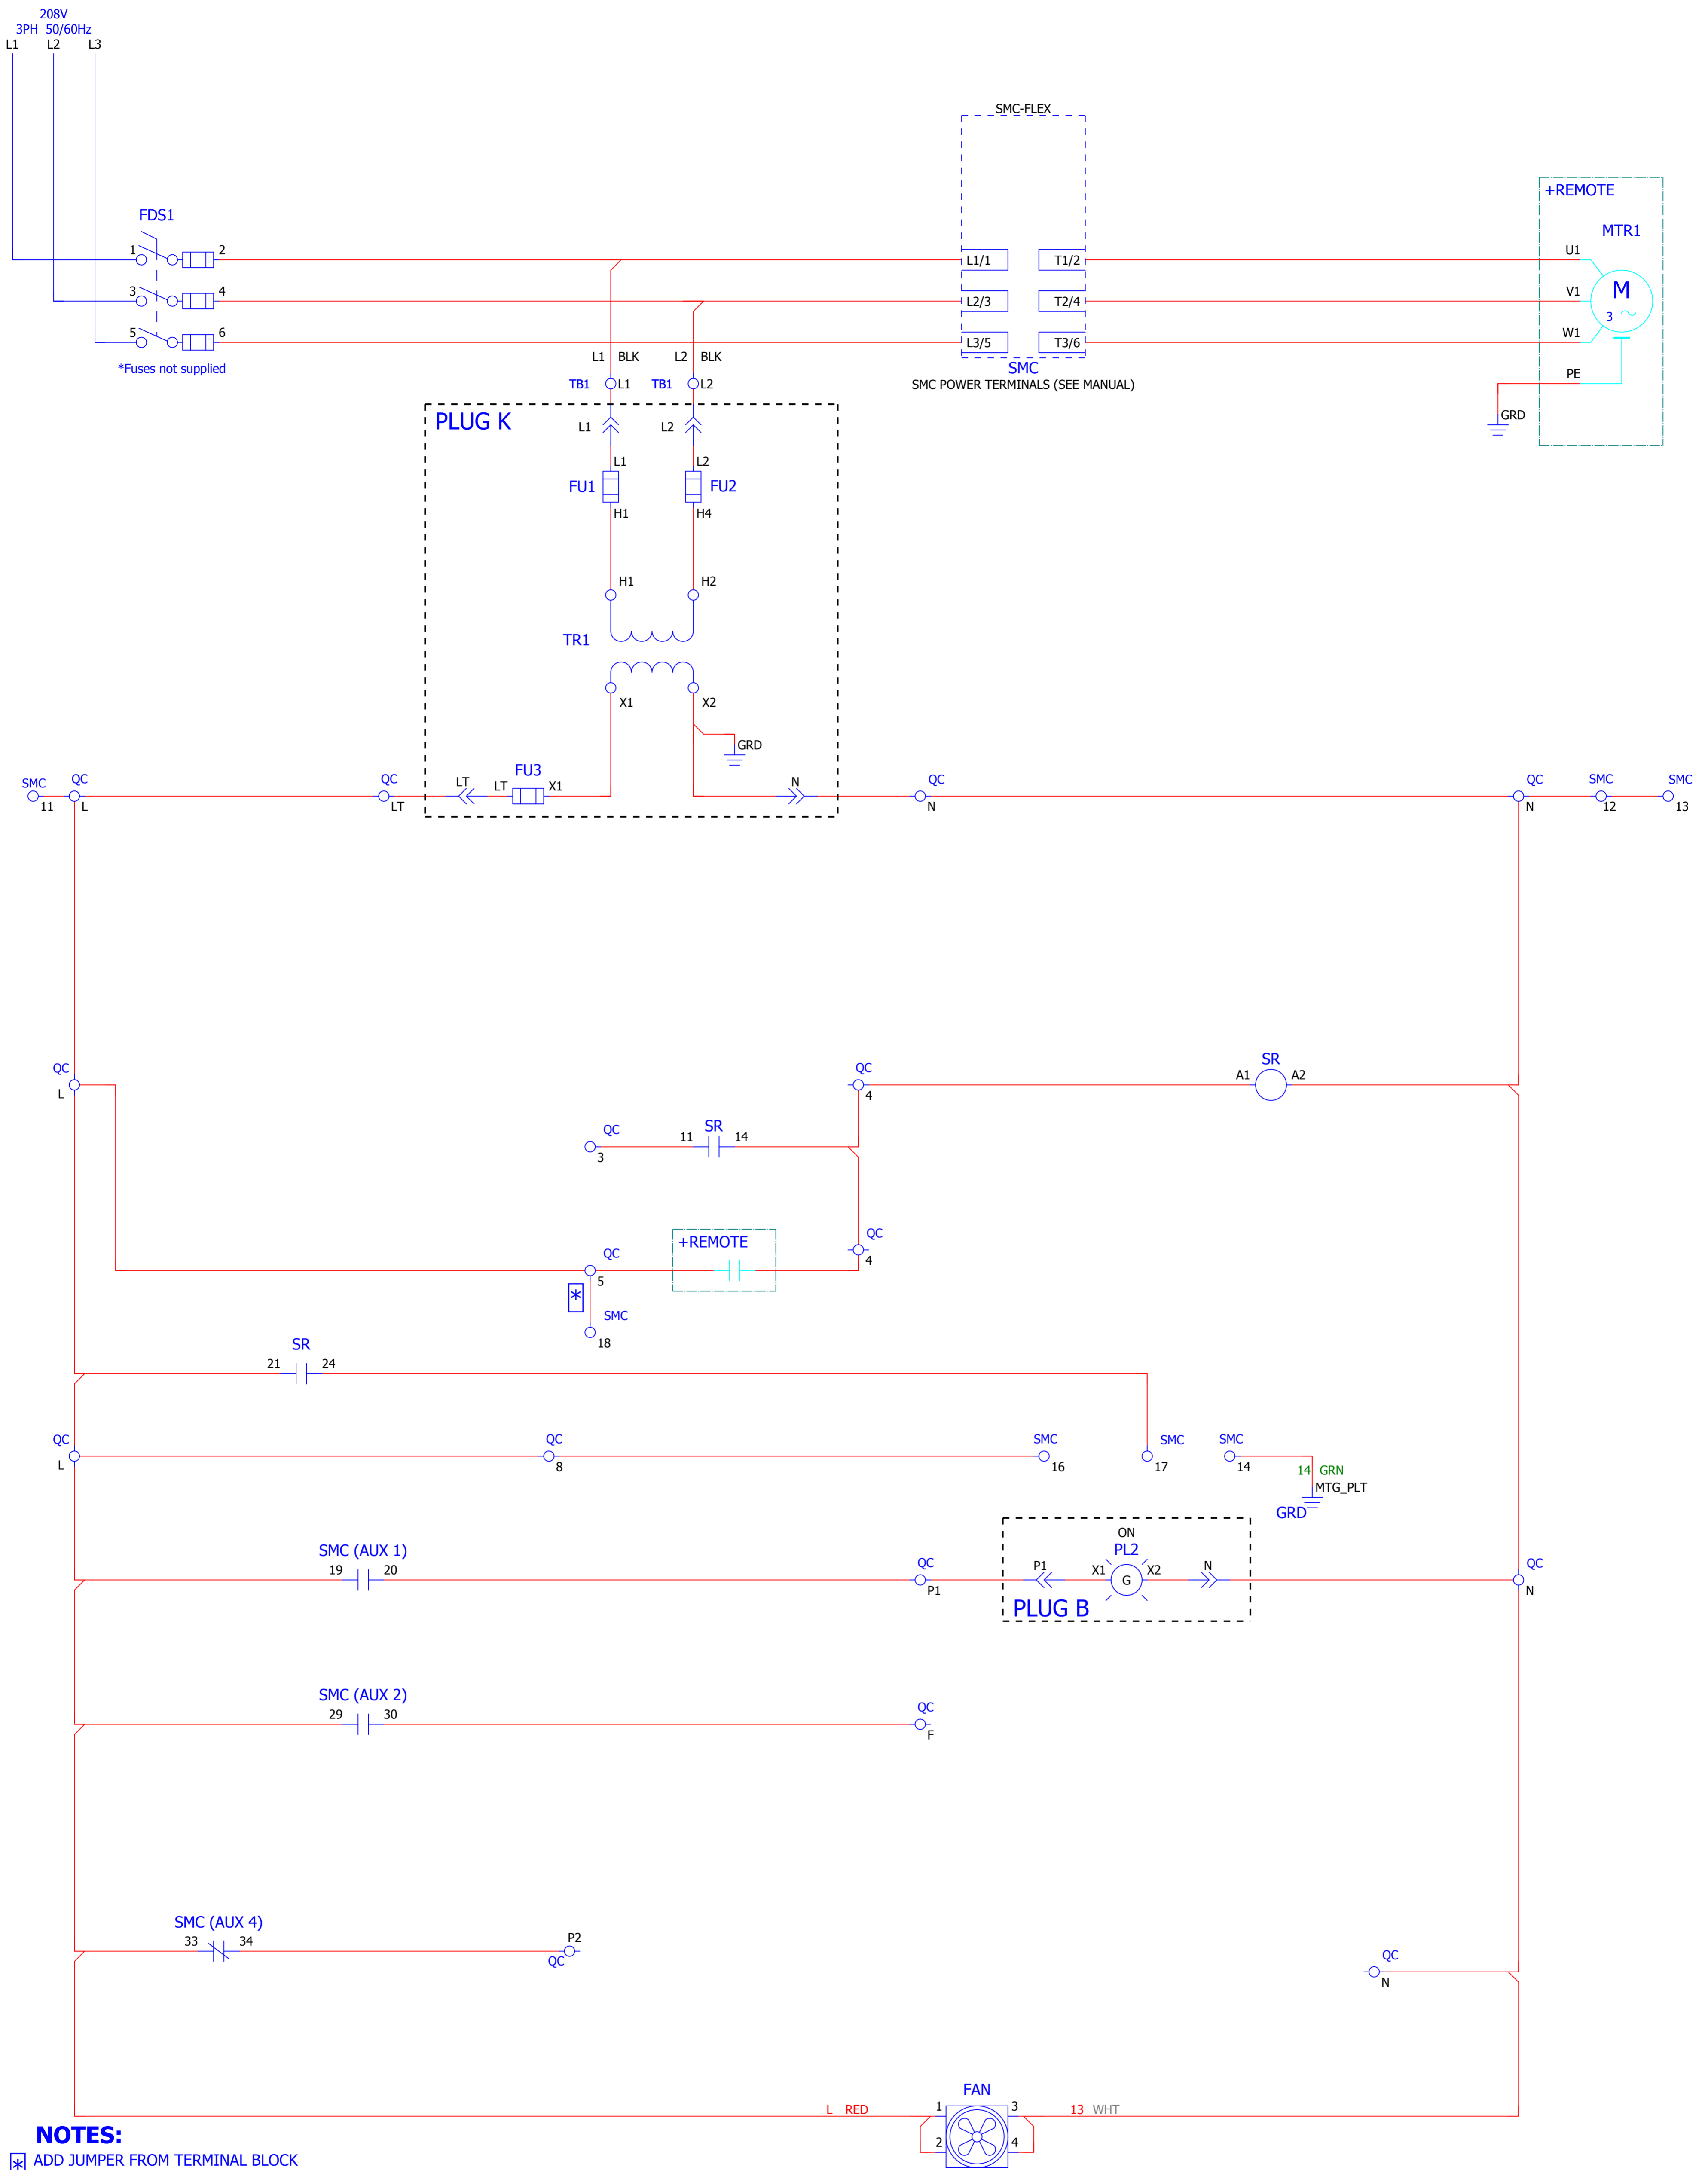 208V
3PH 50/60Hz
L1 L2 L3
SMC-FLEX
+REMOTE
FDS1
MTR1
1 2 L1/1 T1/2 U1
3 4 L2/3 T2/4 V1 M
3
5 6 L3/5 T3/6 W1
*Fuses not supplied
L1 BLK L2 BLK
SMC
SMC POWER TERMINALS (SEE MANUAL)
PE
TB1 L1 TB1 L2
GRD
PLUG K
L1 L2
L1 L2
FU1 FU2
H1 H4
H1 H2
TR1
X1 X2
GRD
FU3
SMC QC QC LT LT X1 N QC QC SMC SMC
11 L LT N N 12 13
QC QC SR
A1 A2
L 4
QC SR
11 14
3
QC
+REMOTE
QC
4
5
*
SMC
18
SR
21 24
QC QC SMC SMC SMC
L 8 16 17 14
14 GRN
MTG_PLT
GRD
ON
SMC (AUX 1) PL2
19 20 QC P1 X1 G X2 N QC
P1 N
PLUG B
SMC (AUX 2)
29 30 QC
F
SMC (AUX 4)
33 34 P2
QC
QC
N
FAN
L RED 1 3 13 WHT
2 4
NOTES:
* ADD JUMPER FROM TERMINAL BLOCK